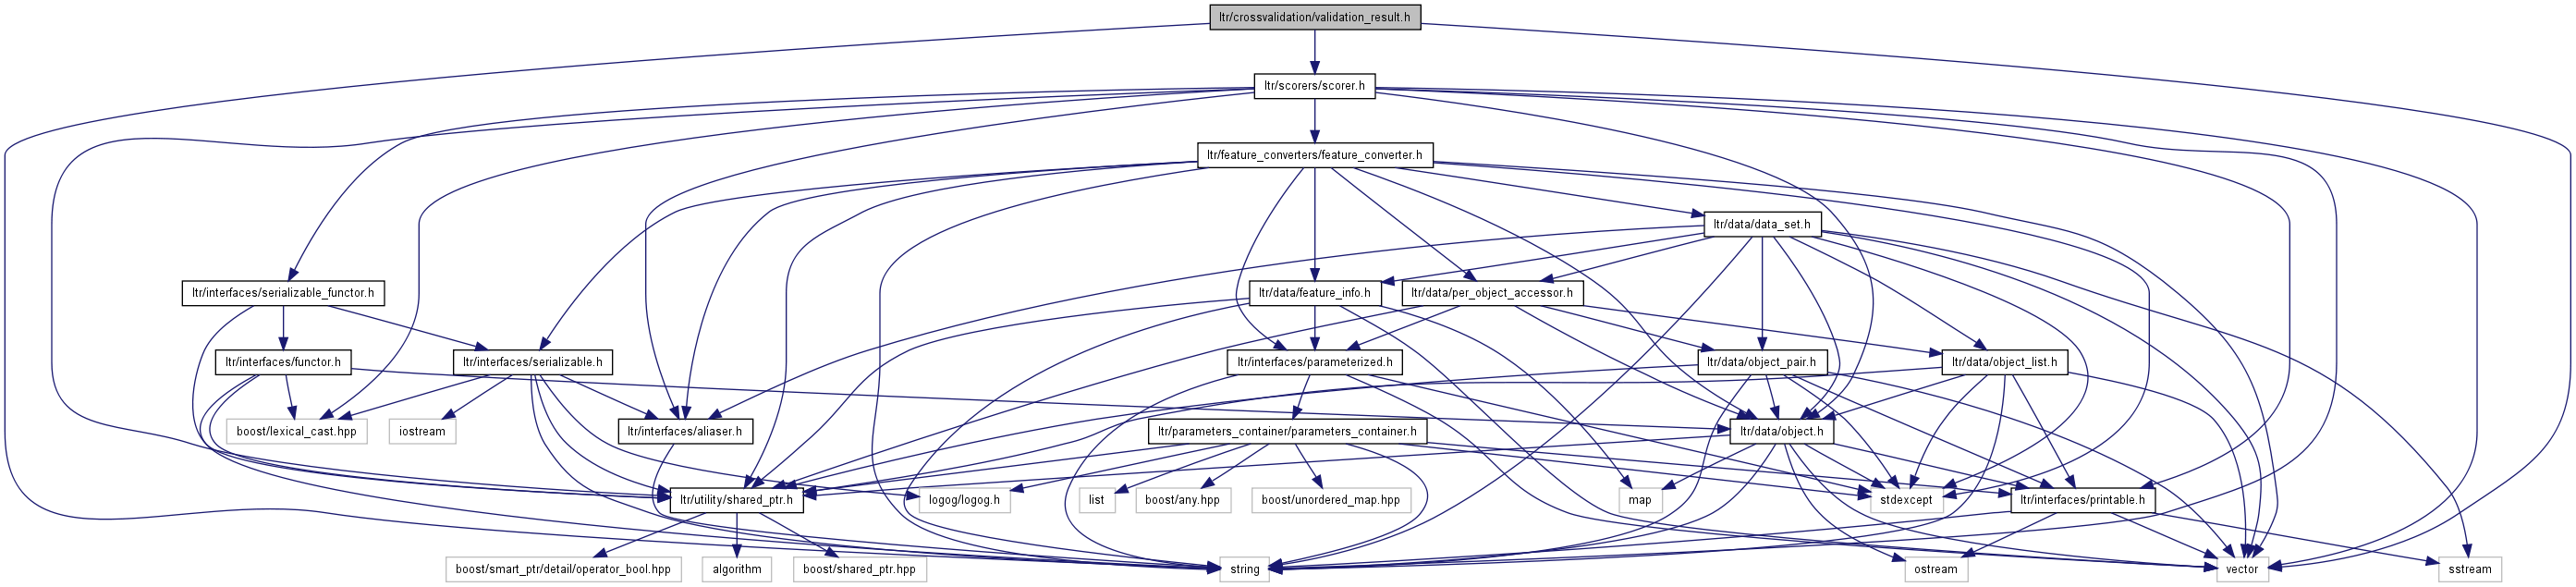 ltr/crossvalidation/validation_result.h
ltr/scorers/scorer.h
ltr/feature_converters/feature_converter.h
ltr/data/data_set.h
ltr/interfaces/serializable_functor.h
ltr/data/feature_info.h
ltr/data/per_object_accessor.h
ltr/interfaces/functor.h
ltr/interfaces/serializable.h
ltr/interfaces/parameterized.h
ltr/data/object_pair.h
ltr/data/object_list.h
boost/lexical_cast.hpp
iostream
ltr/interfaces/aliaser.h
ltr/parameters_container/parameters_container.h
ltr/data/object.h
ltr/utility/shared_ptr.h
logog/logog.h
list
boost/any.hpp
boost/unordered_map.hpp
map
stdexcept
ltr/interfaces/printable.h
boost/smart_ptr/detail/operator_bool.hpp
algorithm
boost/shared_ptr.hpp
string
ostream
vector
sstream